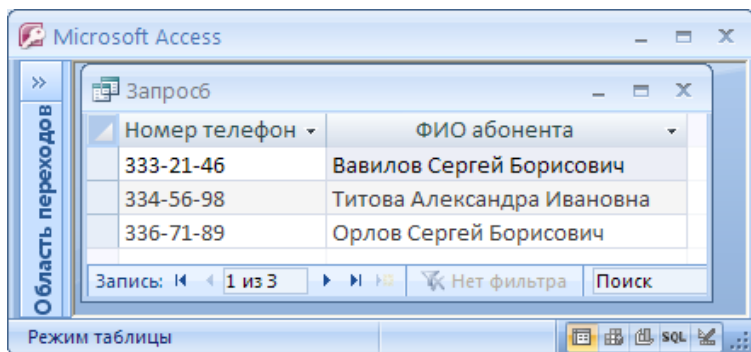 Microsoft Access
Область переходов
Запрос6
Номер телефон ФИО абонента
333-21-46 Вавилов Сергей Борисович
334-56-98 Титова Александра Ивановна
336-71-89 Орлов Сергей Борисович
Запись: 1 из 3 Нет фильтра Поиск
Режим таблицы SQL